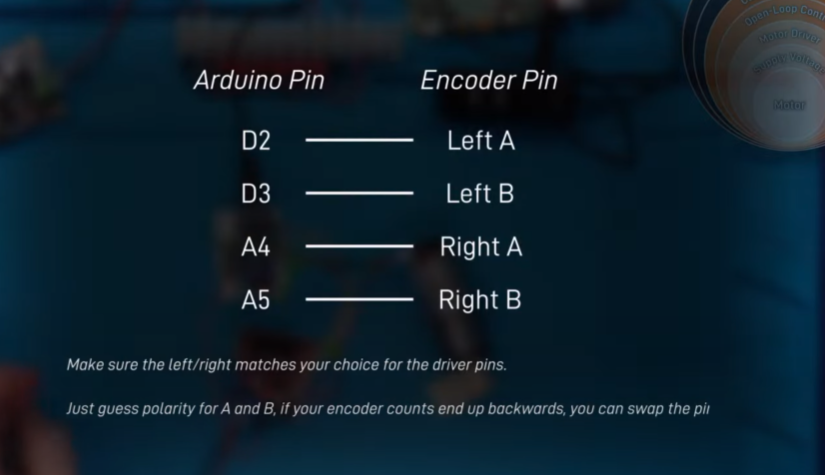 Open-Loop Cont
Motor Driver
Supply Voltage
Motor
Arduino Pin Encoder Pin
D2 Left A
D3 Left B
A4 Right A
A5 Right B
Make sure the left/right matches your choice for the driver pins.
Just guess polarity for A and B, if your encoder counts end up backwards, you can swap the